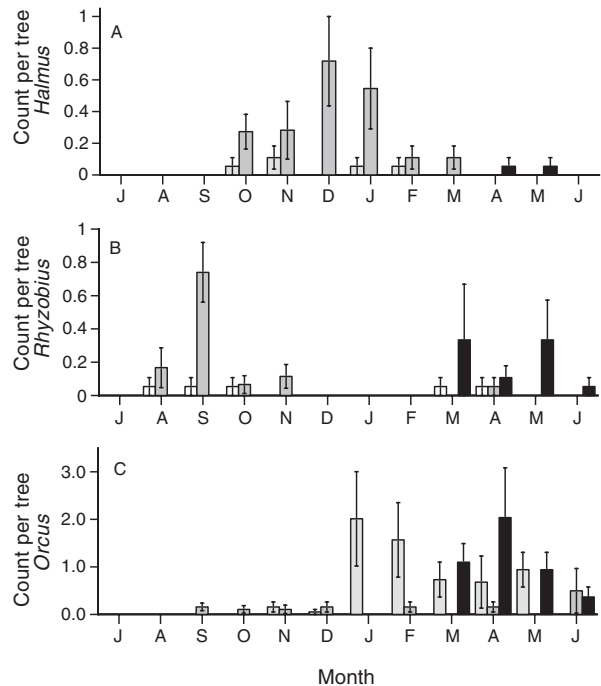 A
Count per tree
Halmus
1
0.8
0.6
0.4
0.2
0
J A S O N D J F M A M J
B
Count per tree
Rhyzobius
1
0.8
0.6
0.4
0.2
0
J A S O N D J F M A M J
C
Count per tree
Orcus
3.0
2.0
1.0
0.0
J A S O N D J F M A M J
Month